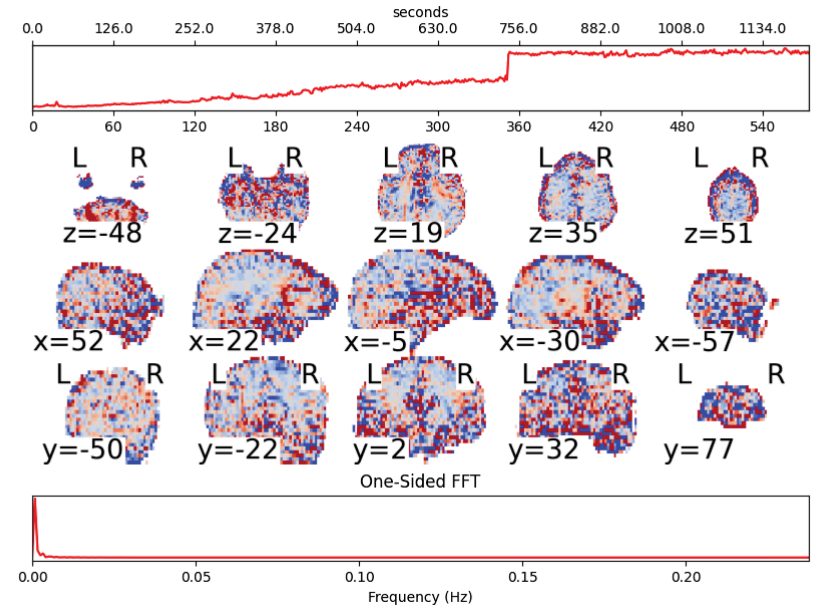 seconds
0.0 126.0 252.0 378.0 504.0 630.0 756.0 882.0 1008.0 1134.0
0 60 120 180 240 300 360 420 480 540
L R L R L R L R L R
z=-48 z=-24 z=19 z=35 z=51
x=52 x=22 x=-5 x=-30 x=-57
L R L R L R L R L R
y=-50 y=-22 y=2 y=32 y=77
One-Sided FFT
0.00 0.05 0.10 0.15 0.20
Frequency (Hz)